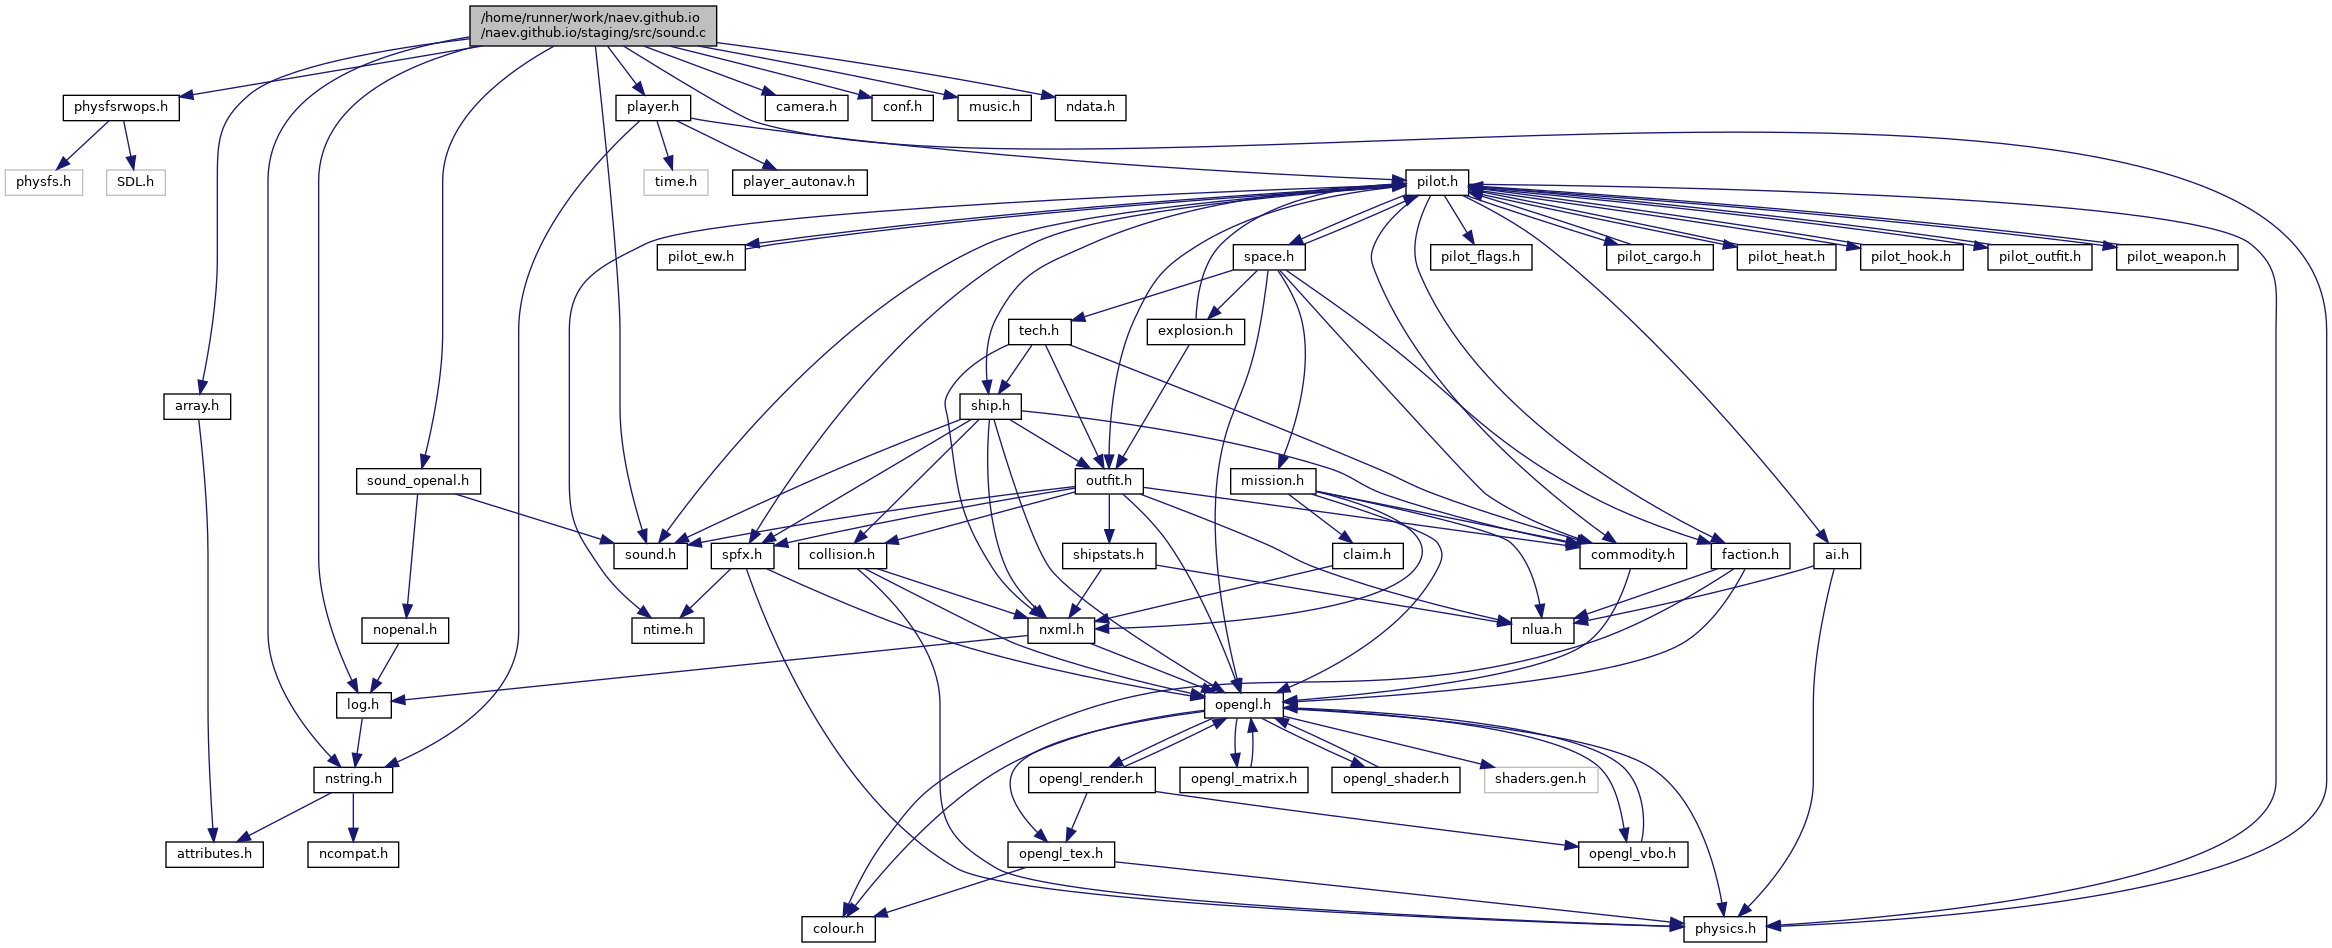 /home/runner/work/naev.github.io
/naev.github.io/staging/src/sound.c
physfsrwops.h
player.h
camera.h
conf.h
music.h
ndata.h
physfs.h
SDL.h
time.h
player_autonav.h
pilot.h
pilot_ew.h
space.h
pilot_flags.h
pilot_cargo.h
pilot_heat.h
pilot_hook.h
pilot_outfit.h
pilot_weapon.h
tech.h
explosion.h
array.h
ship.h
sound_openal.h
outfit.h
mission.h
sound.h
spfx.h
collision.h
shipstats.h
claim.h
commodity.h
faction.h
ai.h
nopenal.h
ntime.h
nxml.h
nlua.h
log.h
opengl.h
nstring.h
opengl_render.h
opengl_matrix.h
opengl_shader.h
shaders.gen.h
attributes.h
ncompat.h
opengl_tex.h
opengl_vbo.h
colour.h
physics.h